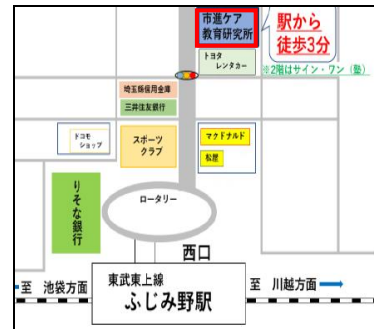 市進ケア
教育研究所
駅から
徒歩3分
トヨタ
レンタカー
※2階はサイン・ワン（塾）
埼玉縣信用金庫
三井住友銀行
ドコモ
ショップ
スポーツ
クラブ
マクドナルド
松屋
りそな銀行
ロータリー
西口
至 池袋方面
東武東上線
ふじみ野駅
至 川越方面